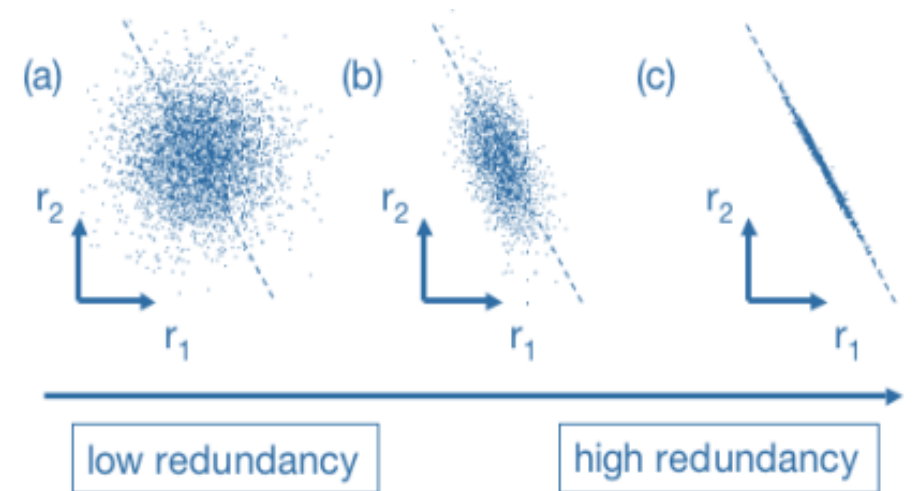 (a)
(b)
(c)
r2
r2
r2
r1
r1
r1
low redundancy
high redundancy